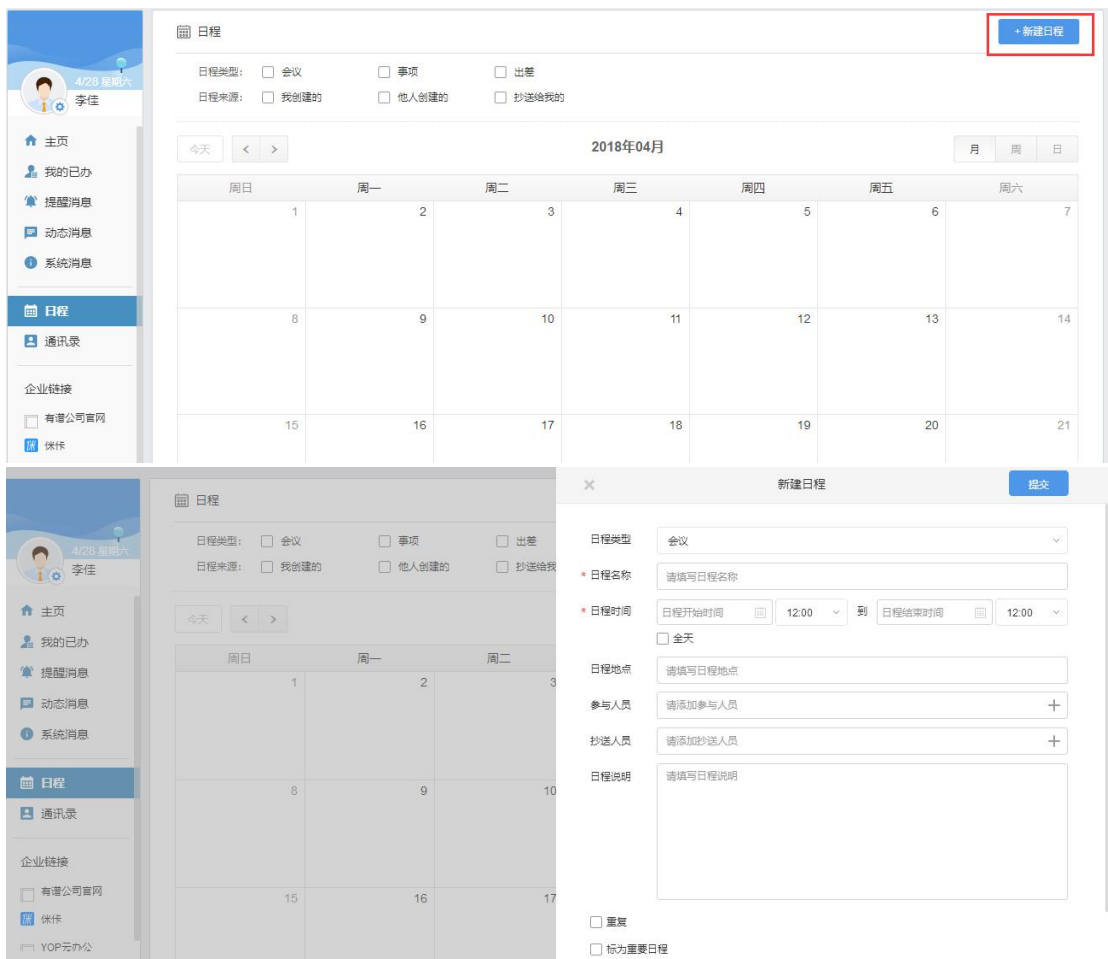 日程
+新建日程
4/28 星期六
李佳
日程类型: 会议 事项 出差
日程来源: 我创建的 他人创建的 抄送给我的
主页
我的已办
提醒消息
动态消息
系统消息
日程
通讯录
企业链接
有谱公司官网
咪 侎佧
今天 < > 2018年04月 月 周 日
周日 周一 周二 周三 周四 周五 周六
1 2 3 4 5 6 7
8 9 10 11 12 13 14
15 16 17 18 19 20 21
日程
4/28 星期六
李佳
日程类型: 会议 事项 出差
日程来源: 我创建的 他人创建的 抄送给我
主页
我的已办
提醒消息
动态消息
系统消息
日程
通讯录
企业链接
有谱公司官网
咪 侎佧
YOP云办公
今天 < >
周日 周一 周二
1 2 3
8 9 10
15 16 17
× 新建日程 提交
日程类型 会议
* 日程名称 请填写日程名称
* 日程时间 日程开始时间 12:00 到 日程结束时间 12:00
全天
日程地点 请填写日程地点
参与人员 请添加参与人员 +
抄送人员 请添加抄送人员 +
日程说明 请填写日程说明
重复
标为重要日程